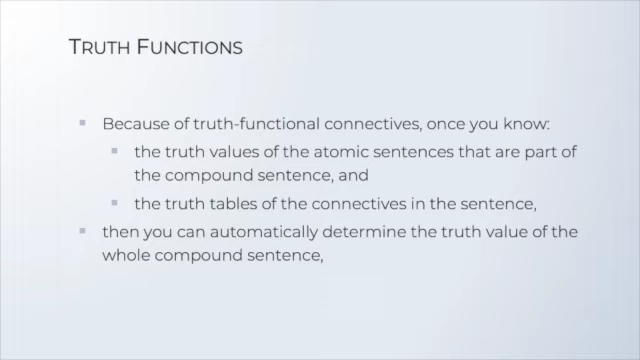 TRUTH FUNCTIONS
Because of truth-functional connectives, once you know:
the truth values of the atomic sentences that are part of
the compound sentence, and
the truth tables of the connectives in the sentence,
then you can automatically determine the truth value of the
whole compound sentence,